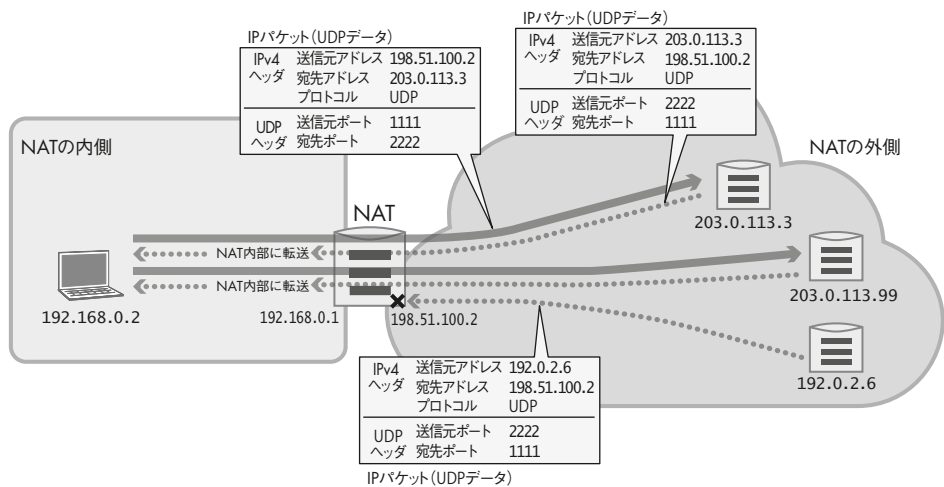 IPパケット(UDPデータ)
IPv4 送信元アドレス 198.51.100.2
ヘッダ 宛先アドレス 203.0.113.3
プロトコル UDP
UDP 送信元ポート 1111
ヘッダ 宛先ポート 2222
IPパケット(UDPデータ)
IPv4 送信元アドレス 203.0.113.3
ヘッダ 宛先アドレス 198.51.100.2
プロトコル UDP
UDP 送信元ポート 2222
ヘッダ 宛先ポート 1111
NATの内側
NATの外側
NAT
203.0.113.3
NAT内部に転送
NAT内部に転送
203.0.113.99
192.168.0.2
192.168.0.1
198.51.100.2
192.0.2.6
IPv4 送信元アドレス 192.0.2.6
ヘッダ 宛先アドレス 198.51.100.2
プロトコル UDP
UDP 送信元ポート 2222
ヘッダ 宛先ポート 1111
IPパケット(UDPデータ)